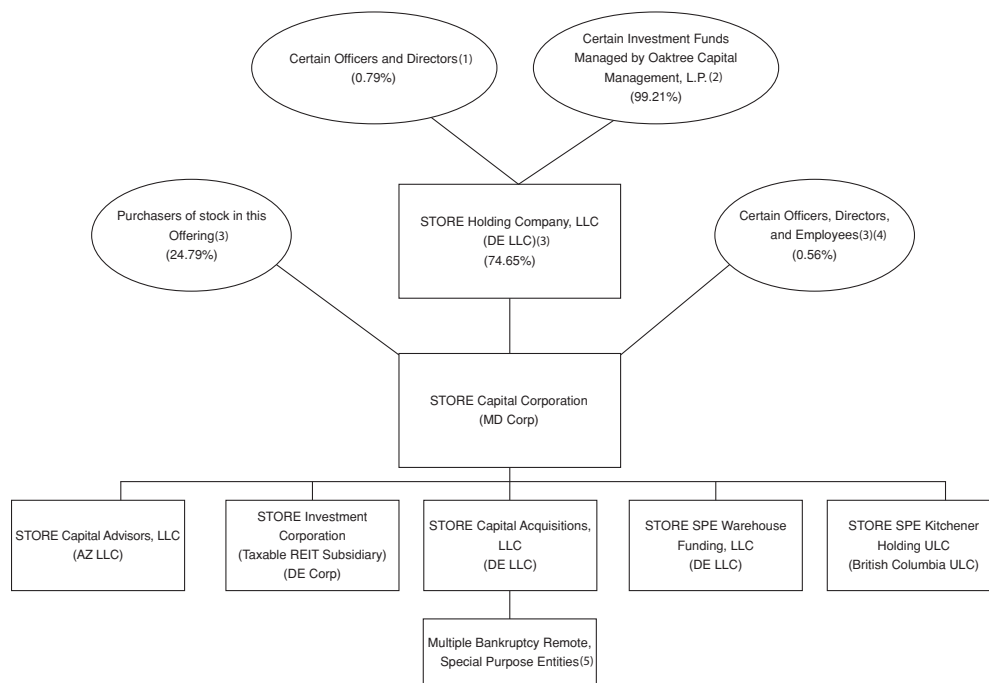 Certain Officers and Directors(1)
(0.79%)
Certain Investment Funds
Managed by Oaktree Capital
Management, L.P.(2)
(99.21%)
Purchasers of stock in this
Offering(3)
(24.79%)
STORE Holding Company, LLC
(DE LLC)(3)
(74.65%)
Certain Officers, Directors,
and Employees(3)(4)
(0.56%)
STORE Capital Corporation
(MD Corp)
STORE Capital Advisors, LLC
(AZ LLC)
STORE Investment
Corporation
(Taxable REIT Subsidiary)
(DE Corp)
STORE Capital Acquisitions,
LLC
(DE LLC)
STORE SPE Warehouse
Funding, LLC
(DE LLC)
STORE SPE Kitchener
Holding ULC
(British Columbia ULC)
Multiple Bankruptcy Remote,
Special Purpose Entities(5)